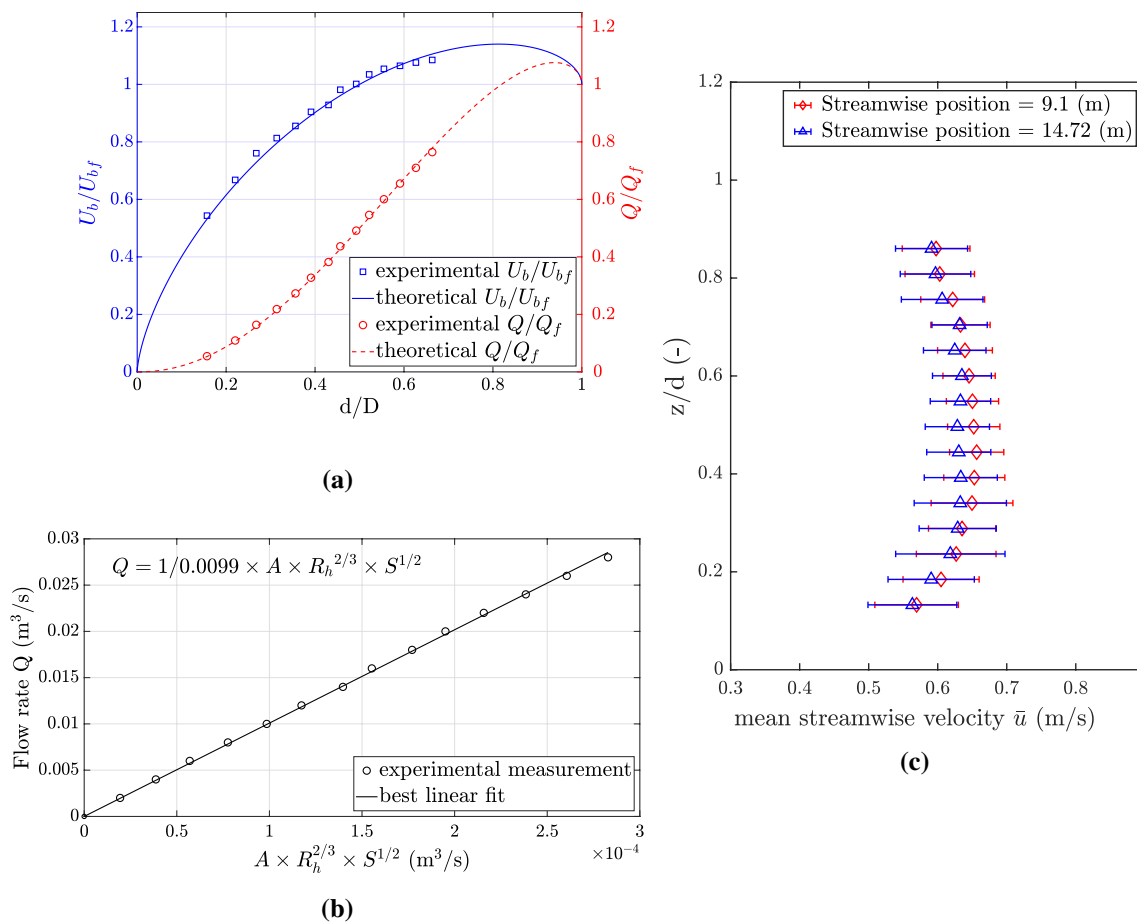 1.2
1
0.8
0.6
0.4
0.2
0
U_b/U_{bf}
1.2
1
0.8
0.6
0.4
0.2
0
Q/Q_f
experimental U_b/U_{bf}
theoretical U_b/U_{bf}
experimental Q/Q_f
theoretical Q/Q_f
0 0.2 0.4 0.6 0.8 1
d/D
(a)
0.03
0.025
0.02
0.015
0.01
0.005
0
Flow rate Q (m³/s)
Q = 1/0.0099 × A × R_h^{2/3} × S^{1/2}
experimental measurement
best linear fit
0 0.5 1 1.5 2 2.5 3
×10^{-4}
A × R_h^{2/3} × S^{1/2} (m³/s)
(b)
1.2
1
0.8
0.6
0.4
0.2
0
z/d (-)
Streamwise position = 9.1 (m)
Streamwise position = 14.72 (m)
0.3 0.4 0.5 0.6 0.7 0.8
mean streamwise velocity ū (m/s)
(c)